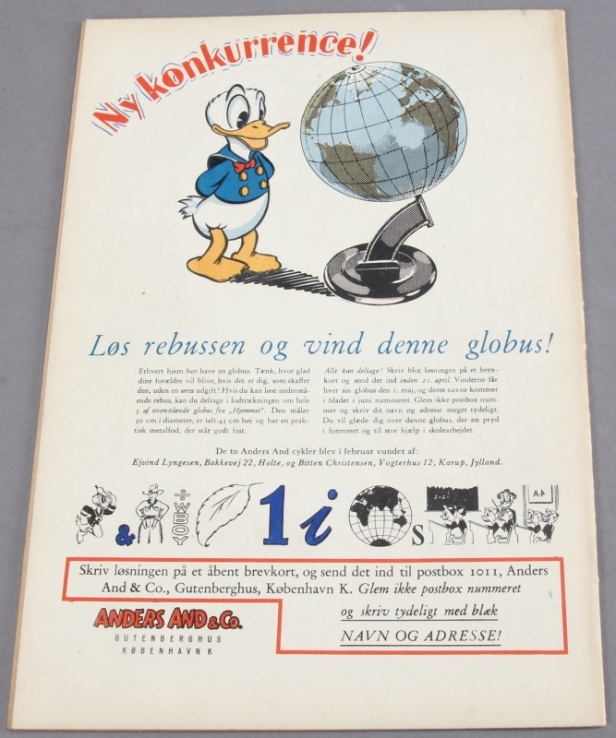 Ny konkurrence!
Løs rebussen og vind denne globus!
Ethvert hjem bør have en globus. Tænk, hvor glad
dine forældre vil blive, hvis det er dig, som skaffer
den, uden en øres udgift! Hvis du kan løse ovenstå-
ende rebus, kan du deltage i lodtrækningen om hele
5 af ovenstående globus fra „Hjemmet“. Den måler
30 cm i diameter, er ialt 45 cm høj og har en prak-
tisk metalfod, der står godt fast.
Alle kan deltage! Skriv blot løsningen på et brev-
kort og send det ind inden 21. april. Vinderne får
hver sin globus den 1. maj, og deres navne kommer
i bladet i juni nummeret. Glem ikke postbox num-
mer og skriv dit navn og adresse meget tydeligt.
Du vil glæde dig over denne globus, der er en pryd
i hjemmet og til stor hjælp i skolearbejdet.
De to Anders And cykler blev i februar vundet af:
Ejvind Lyngesen, Bakkevej 22, Holte, og Bitten Christensen, Vogterhus 12, Karup, Jylland.
& ÷ WBOY 1 i s
2+2=
AA
Skriv løsningen på et åbent brevkort, og send det ind til postbox 1011, Anders
And & Co., Gutenberghus, København K. Glem ikke postbox nummeret
og skriv tydeligt med blæk
NAVN OG ADRESSE!
ANDERS AND & Co.
GUTENBERGHUS
KØBENHAVN K